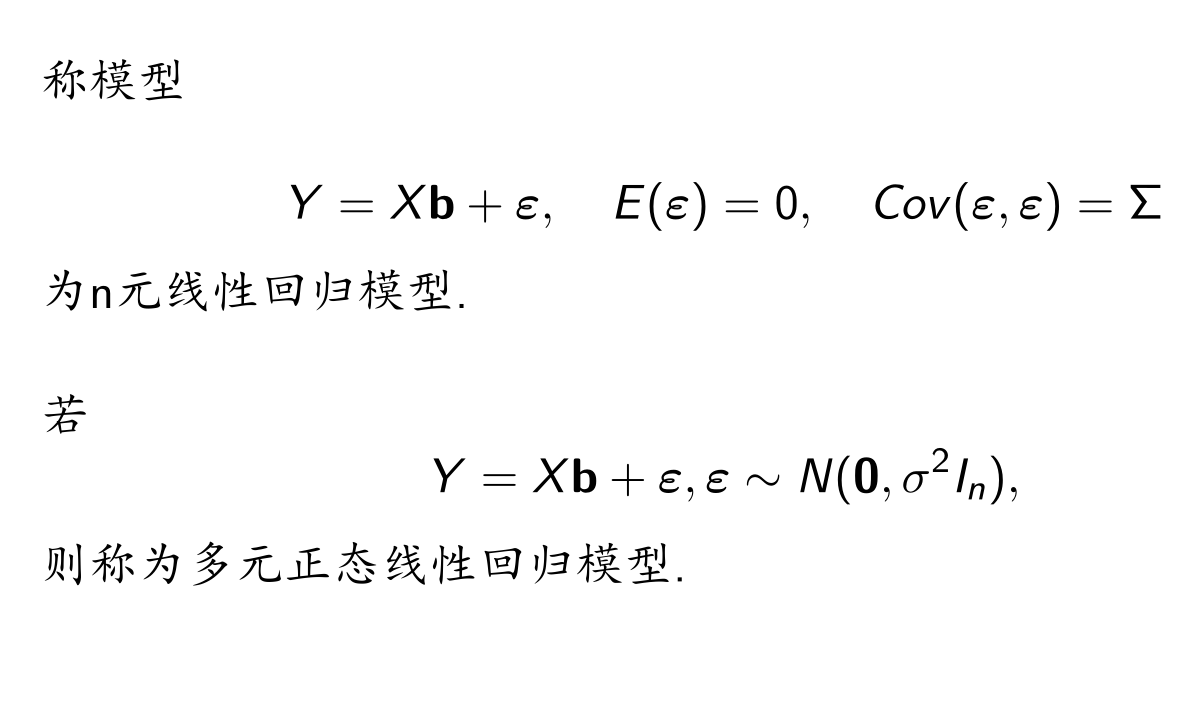 称模型
Y = Xb + ε, E(ε) = 0, Cov(ε, ε) = Σ
为n元线性回归模型.
若
Y = Xb + ε, ε ∼ N(0, σ²Iₙ),
则称为多元正态线性回归模型.